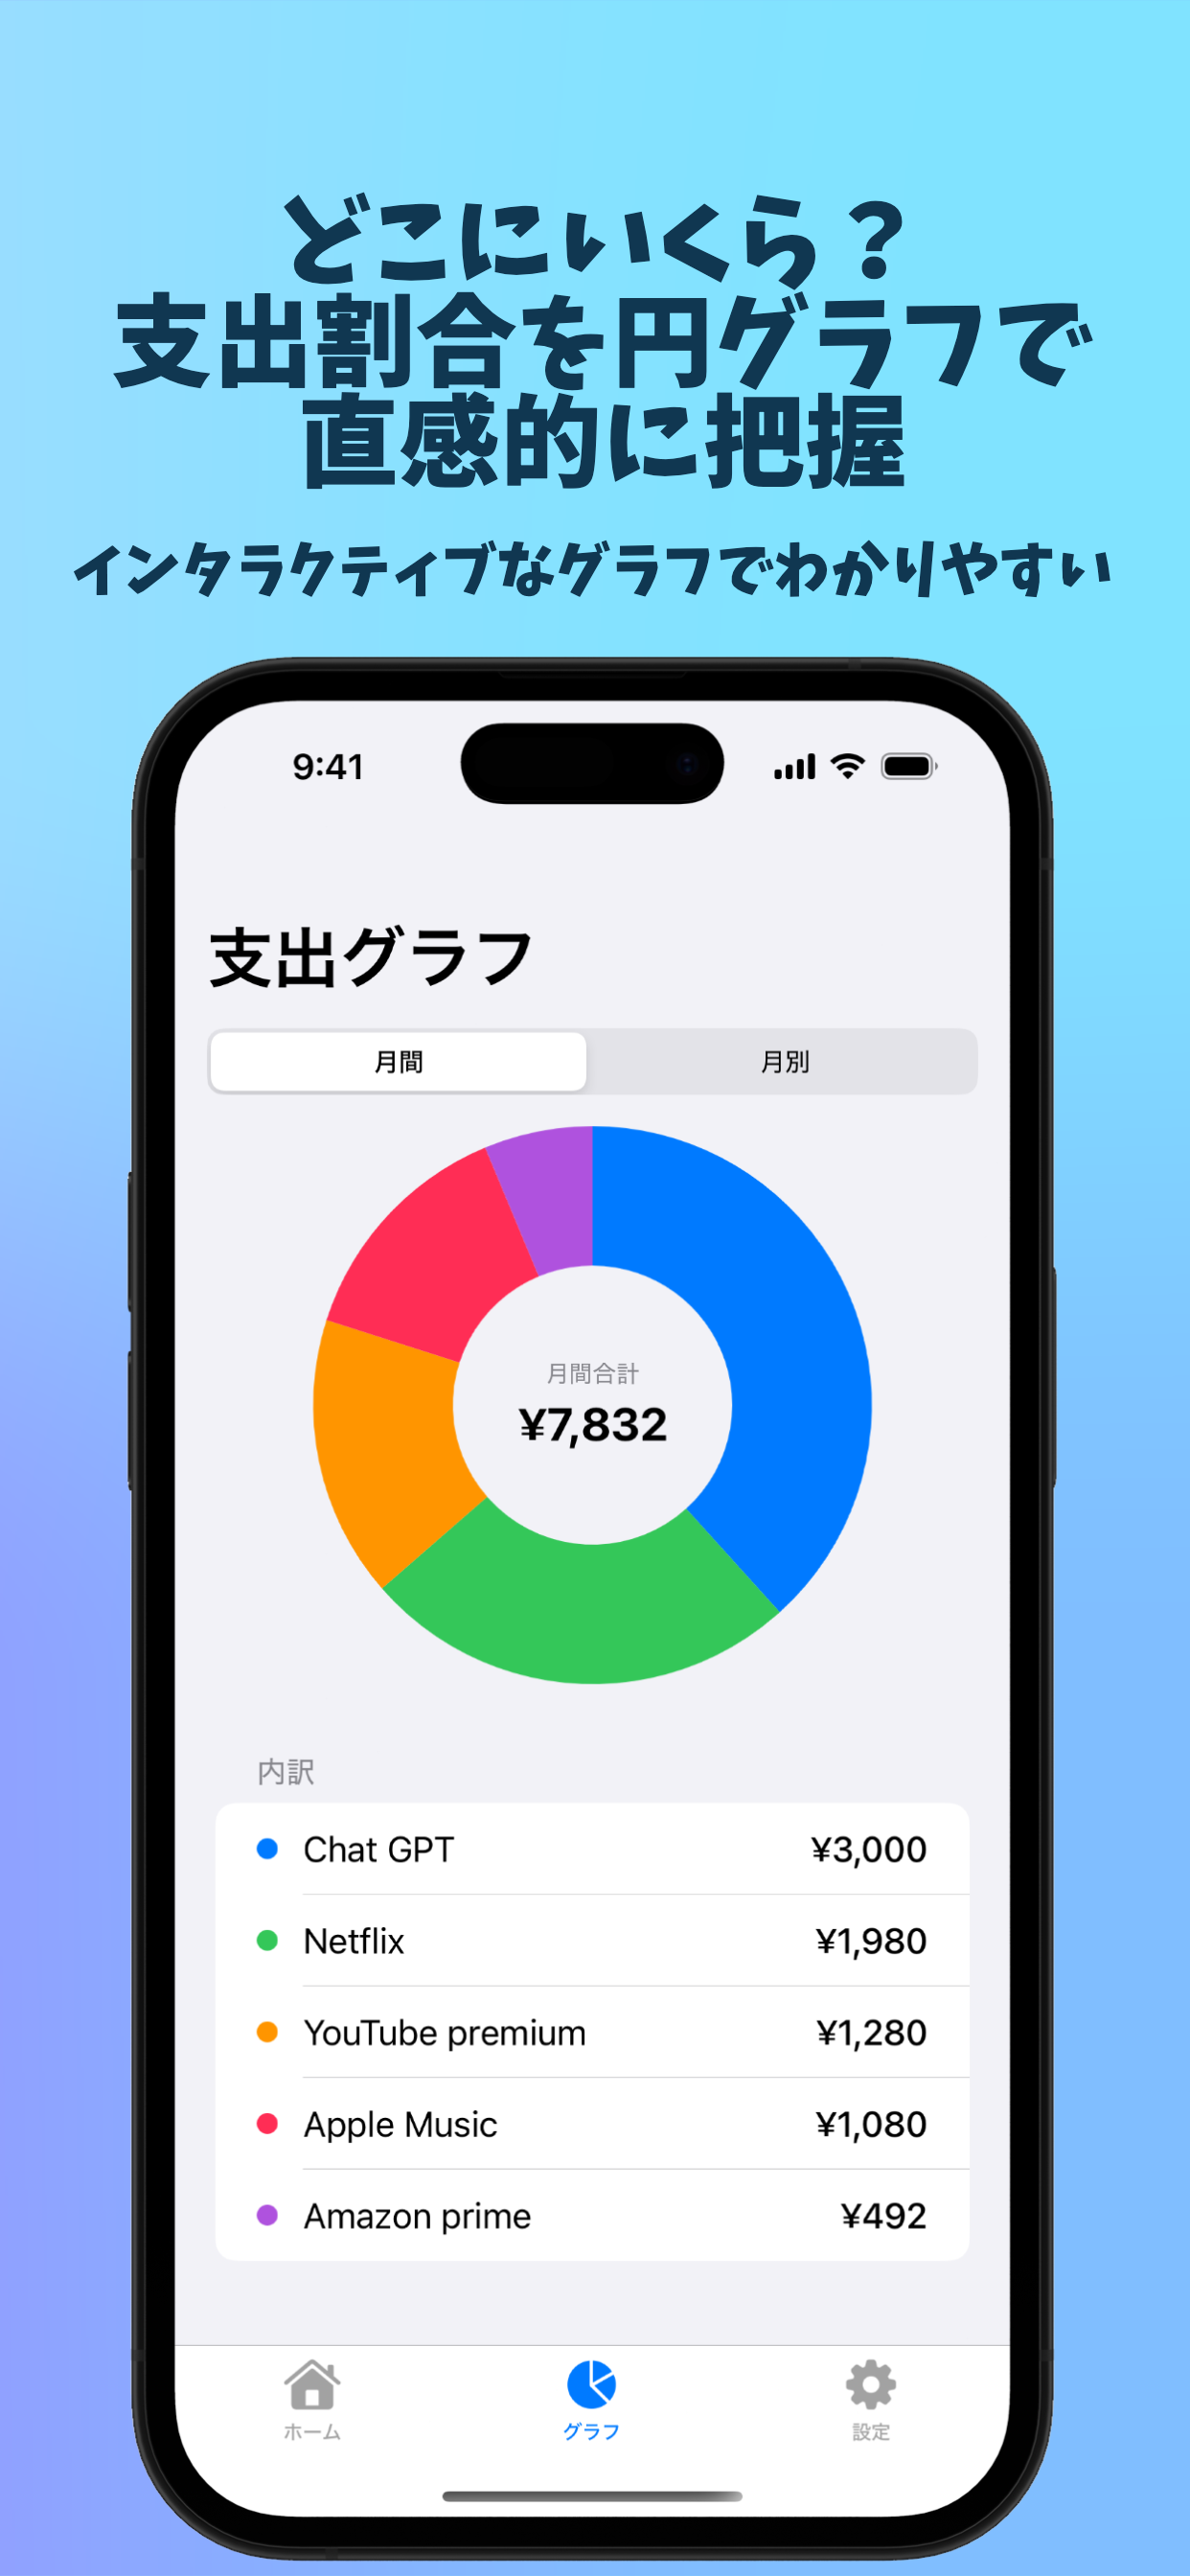 どこにいくら？
支出割合を円グラフで
直感的に把握
インタラクティブなグラフでわかりやすい
9:41
支出グラフ
月間
月別
月間合計
¥7,832
内訳
Chat GPT ¥3,000
Netflix ¥1,980
YouTube premium ¥1,280
Apple Music ¥1,080
Amazon prime ¥492
ホーム
グラフ
設定